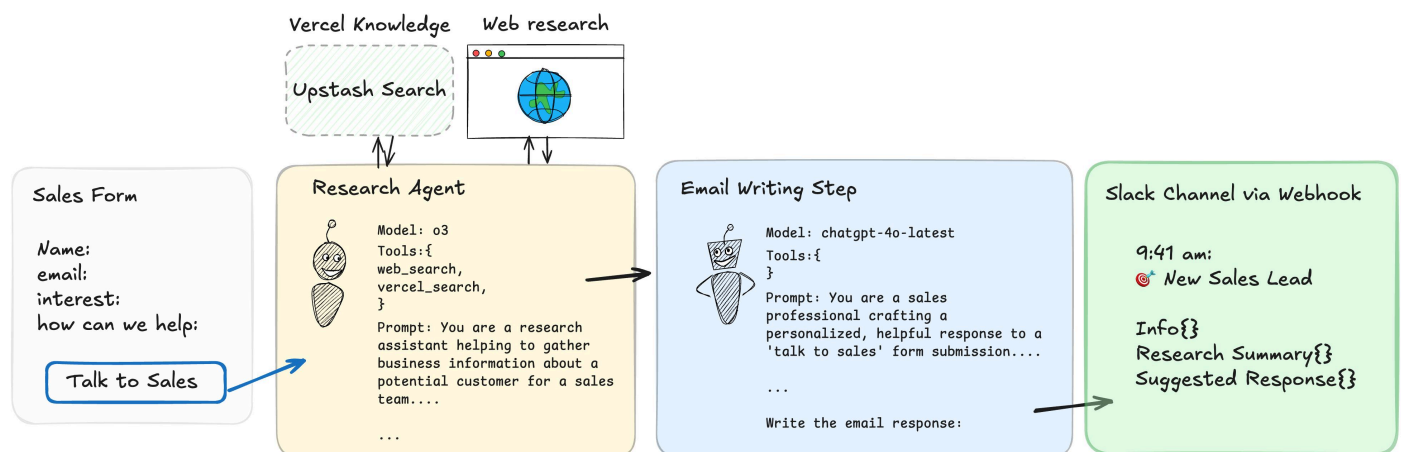 Vercel Knowledge
Upstash Search
Web research
Sales Form
Name:
email:
interest:
how can we help:
Talk to Sales
Research Agent
Model: o3
Tools:{
web_search,
vercel_search,
}
Prompt: You are a research
assistant helping to gather
business information about a
potential customer for a sales
team....
...
Email Writing Step
Model: chatgpt-4o-latest
Tools:{
}
Prompt: You are a sales
professional crafting a
personalized, helpful response to a
'talk to sales' form submission....
...
Write the email response:
Slack Channel via Webhook
9:41 am:
🎯 New Sales Lead
Info{}
Research Summary{}
Suggested Response{}